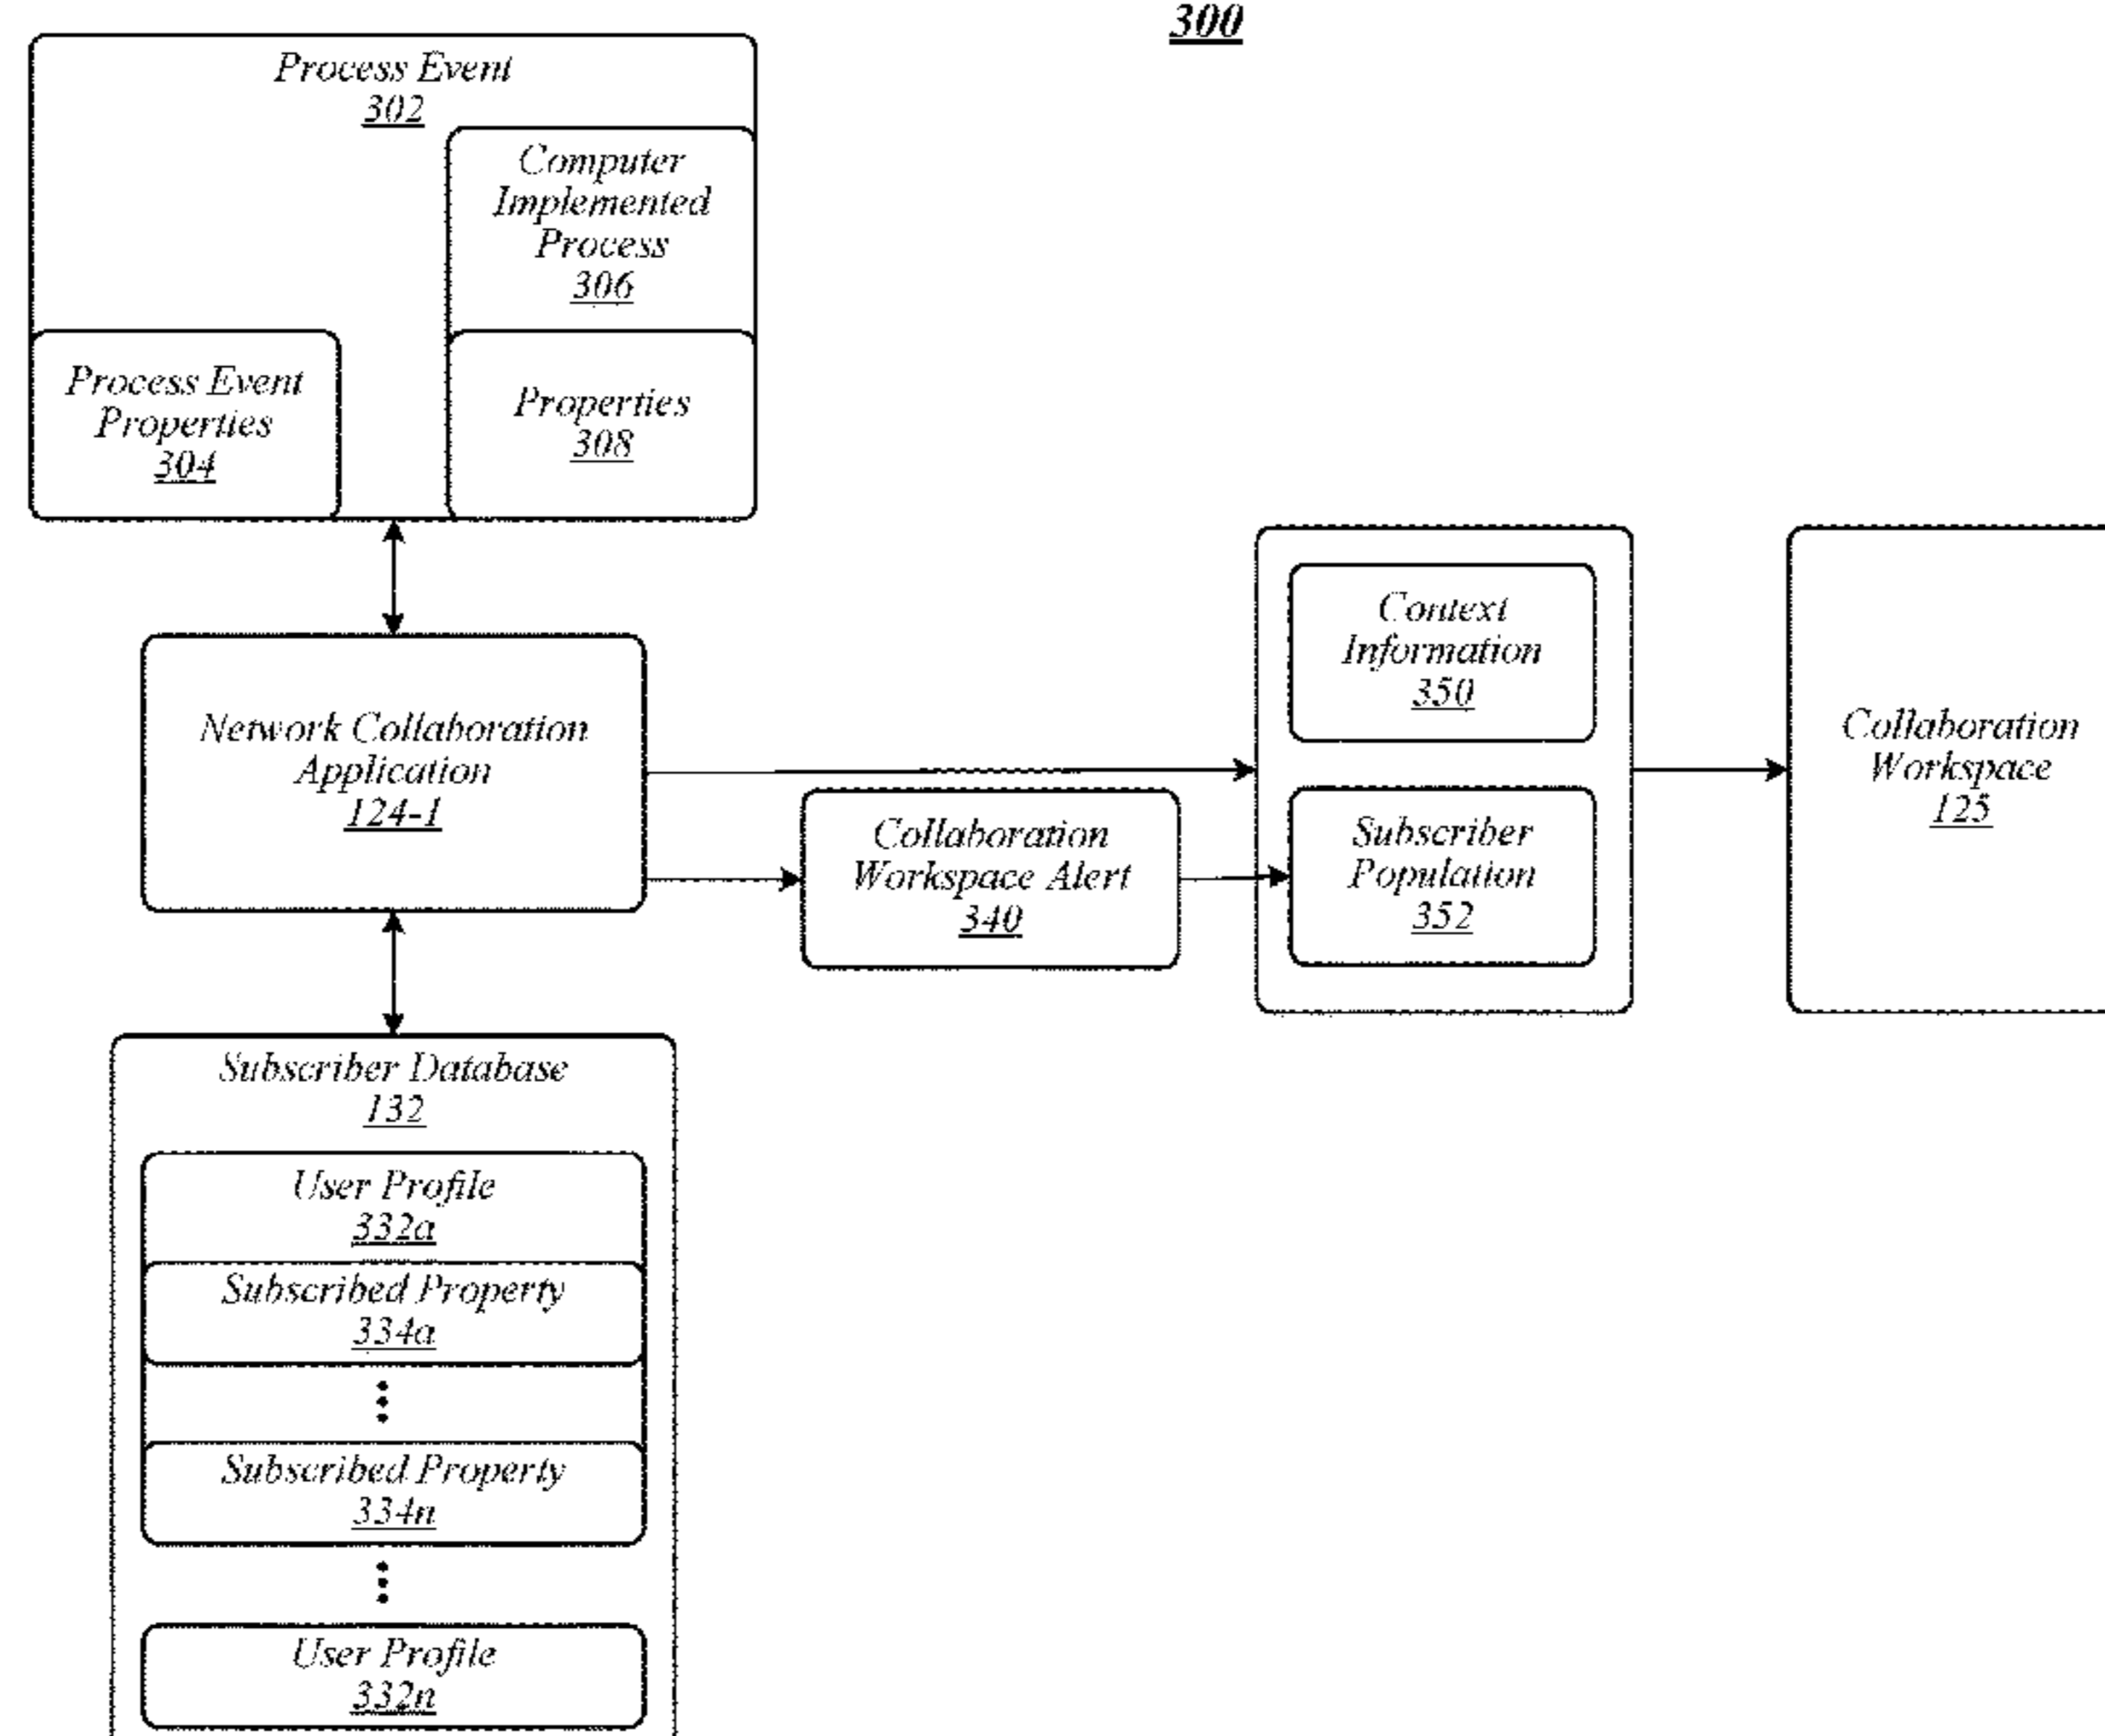 300
Process Event
302
Computer
Implemented
Process
306
Process Event
Properties
304
Properties
308
Network Collaboration
Application
124-1
Collaboration
Workspace Alert
340
Context
Information
350
Subscriber
Population
352
Collaboration
Workspace
125
Subscriber Database
132
User Profile
332a
Subscribed Property
334a
Subscribed Property
334n
User Profile
332n